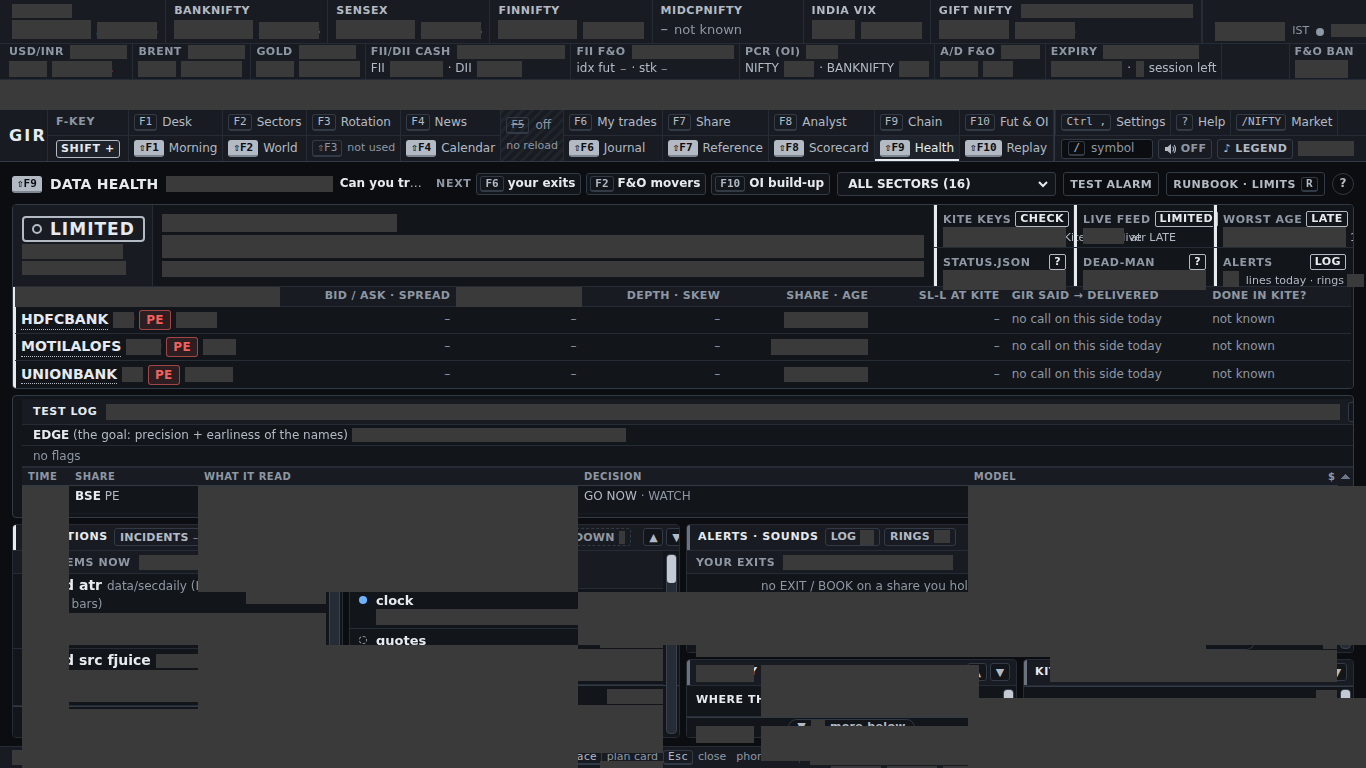 BANKNIFTY SENSEX FINNIFTY MIDCPNIFTY INDIA VIX GIFT NIFTY
– not known IST
USD/INR BRENT GOLD FII/DII CASH FII F&O PCR (OI) A/D F&O EXPIRY F&O BAN
FII · DII idx fut – · stk – NIFTY · BANKNIFTY · session left
GIR F-KEY F1 Desk F2 Sectors F3 Rotation F4 News F5 off F6 My trades F7 Share F8 Analyst F9 Chain F10 Fut & OI Ctrl , Settings ? Help /NIFTY Market
SHIFT + ⇧F1 Morning ⇧F2 World ⇧F3 not used ⇧F4 Calendar no reload ⇧F6 Journal ⇧F7 Reference ⇧F8 Scorecard ⇧F9 Health ⇧F10 Replay / symbol OFF ♪ LEGEND
⇧F9 DATA HEALTH Can you tr… NEXT F6 your exits F2 F&O movers F10 OI build-up ALL SECTORS (16) TEST ALARM RUNBOOK · LIMITS R ?
LIMITED KITE KEYS CHECK LIVE FEED LIMITED WORST AGE LATE
LATE
STATUS.JSON ? DEAD-MAN ? ALERTS LOG
lines today · rings
BID / ASK · SPREAD DEPTH · SKEW SHARE · AGE SL-L AT KITE GIR SAID → DELIVERED DONE IN KITE?
HDFCBANK PE – – – – no call on this side today not known
MOTILALOFS PE – – – – no call on this side today not known
UNIONBANK PE – – – – no call on this side today not known
TEST LOG
EDGE (the goal: precision + earliness of the names)
no flags
TIME SHARE WHAT IT READ DECISION MODEL $
BSE PE GO NOW · WATCH
TIONS INCIDENTS – DOWN ▲ ▼ ALERTS · SOUNDS LOG RINGS
EMS NOW YOUR EXITS
d atr data/secdaily ( no EXIT / BOOK on a share you hol
bars) clock
quotes
d src fjuice
▼ KI ▼
WHERE TH
▼ more below
ace plan card Esc close phon